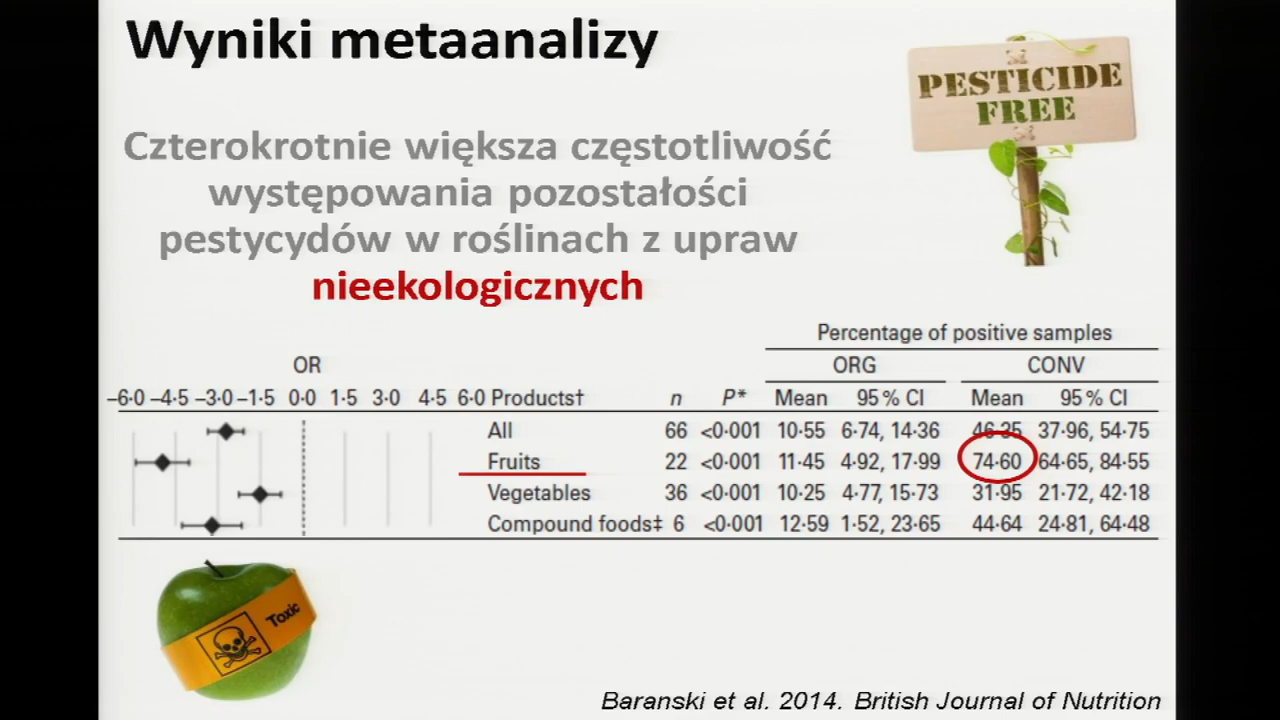 Wyniki metaanalizy
PESTICIDE
FREE
Czterokrotnie większa częstotliwość
występowania pozostałości
pestycydów w roślinach z upraw
nieekologicznych
Percentage of positive samples
OR ORG CONV
–6·0 –4·5 –3·0 –1·5 0·0 1·5 3·0 4·5 6·0 Products† n P* Mean 95 % CI Mean 95 % CI
All 66 <0·001 10·55 6·74, 14·36 46·35 37·96, 54·75
Fruits 22 <0·001 11·45 4·92, 17·99 74·60 64·65, 84·55
Vegetables 36 <0·001 10·25 4·77, 15·73 31·95 21·72, 42·18
Compound foods‡ 6 <0·001 12·59 1·52, 23·65 44·64 24·81, 64·48
Toxic
Baranski et al. 2014. British Journal of Nutrition